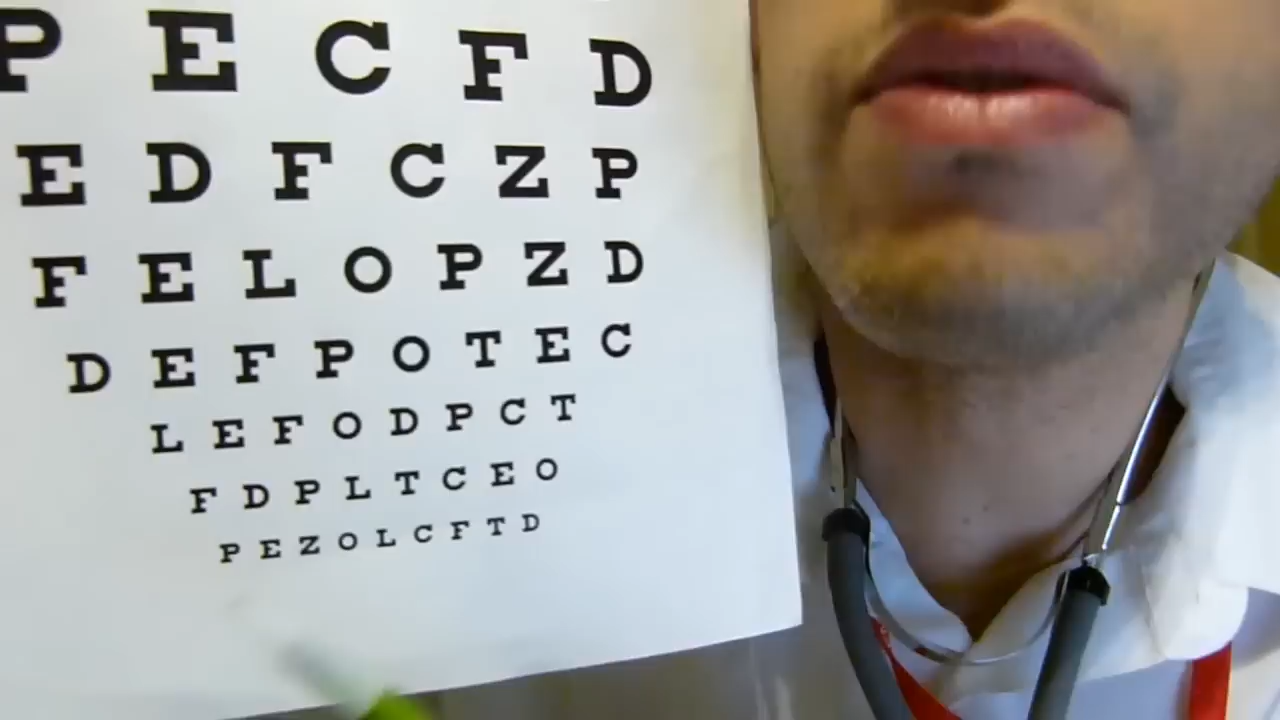 P E C F D
E D F C Z P
F E L O P Z D
D E F P O T E C
L E F O D P C T
F D P L T C E O
P E Z O L C F T D